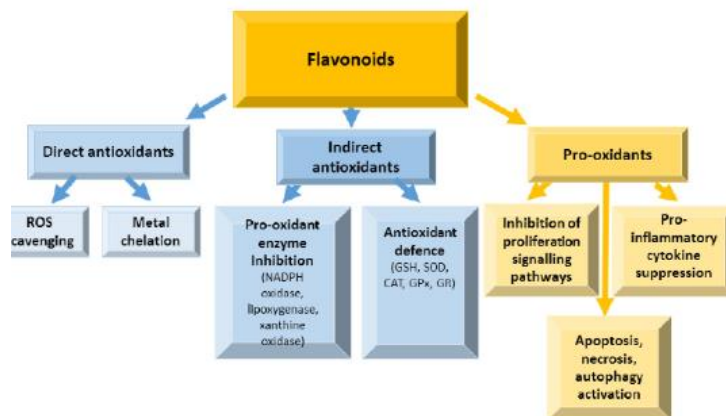 Flavonoids
Direct antioxidants
Indirect
antioxidants
Pro-oxidants
ROS
cavenging
Metal
chelation
Pro-oxidant
enzyme
Inhibition
(NADPH
oxidase,
lipoxygenase,
xanthine
oxidase)
Antioxidant
defence
(GSH, SOD,
CAT, GPx, GR)
Inhibition of
proliferation
signalling
pathways
Pro-
inflammatory
cytokine
suppression
Apoptosis,
necrosis,
autophagy
activation